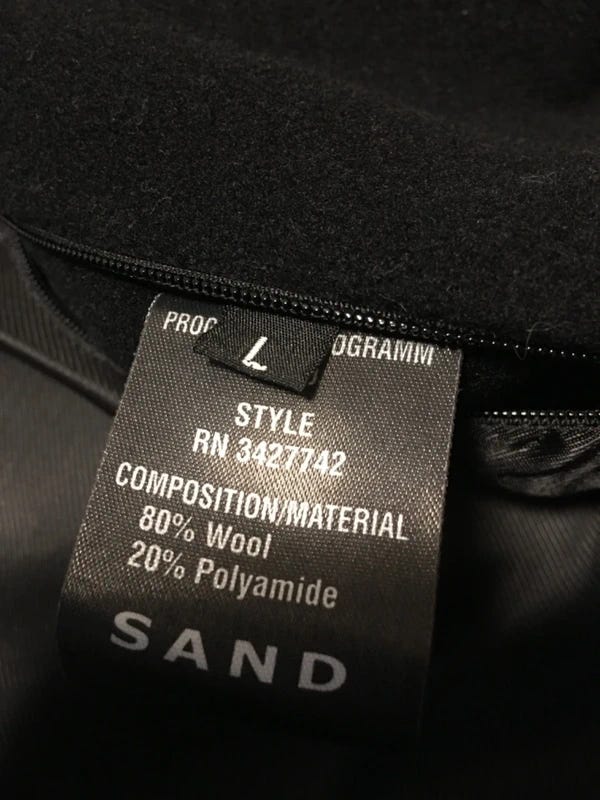 L
STYLE
RN 3427742
COMPOSITION/MATERIAL
80% Wool
20% Polyamide
SAND